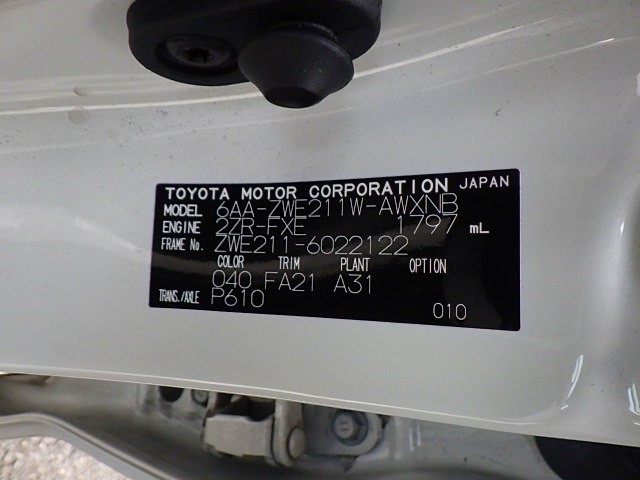 TOYOTA MOTOR CORPORATION JAPAN
MODEL 6AA-ZWE211W-AWXNB
ENGINE 2ZR-FXE 1797 mL
FRAME No. ZWE211-6022122
COLOR TRIM PLANT OPTION
040 FA21 A31
TRANS./AXLE P610
010